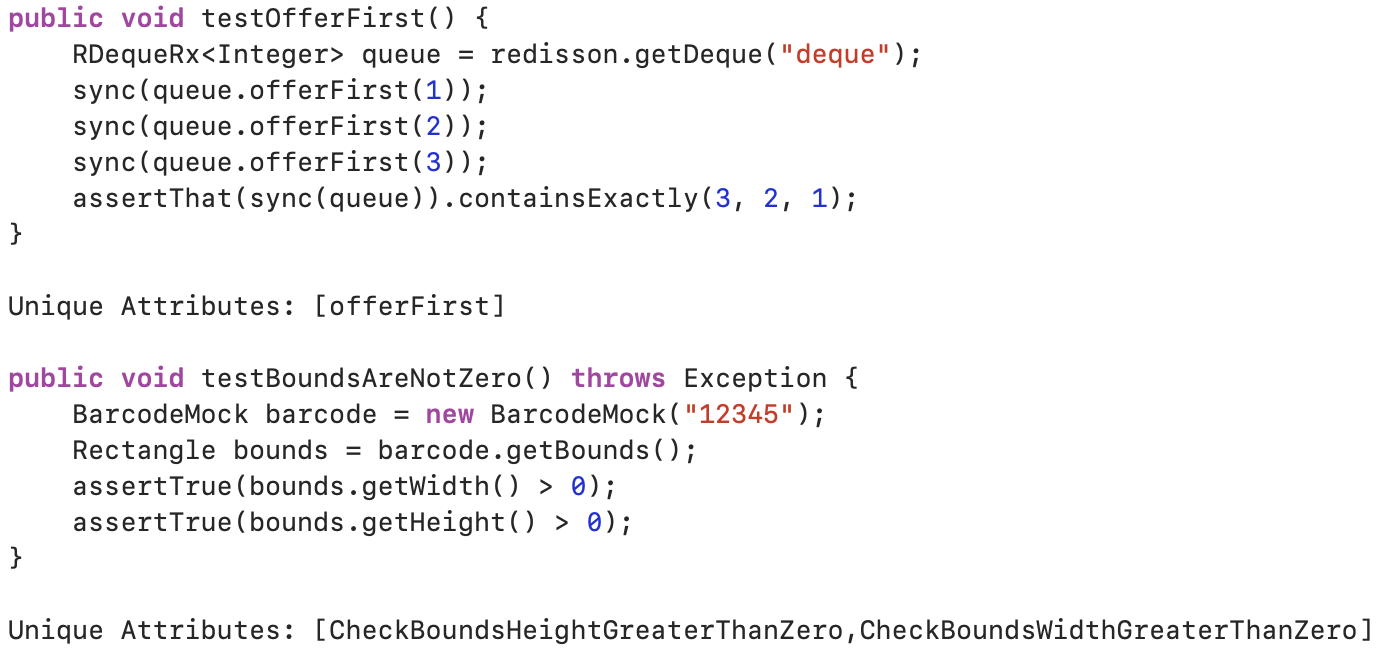 public void testOfferFirst() {
    RDequeRx<Integer> queue = redisson.getDeque("deque");
    sync(queue.offerFirst(1));
    sync(queue.offerFirst(2));
    sync(queue.offerFirst(3));
    assertThat(sync(queue)).containsExactly(3, 2, 1);
}

Unique Attributes: [offerFirst]

public void testBoundsAreNotZero() throws Exception {
    BarcodeMock barcode = new BarcodeMock("12345");
    Rectangle bounds = barcode.getBounds();
    assertTrue(bounds.getWidth() > 0);
    assertTrue(bounds.getHeight() > 0);
}

Unique Attributes: [CheckBoundsHeightGreaterThanZero,CheckBoundsWidthGreaterThanZero]